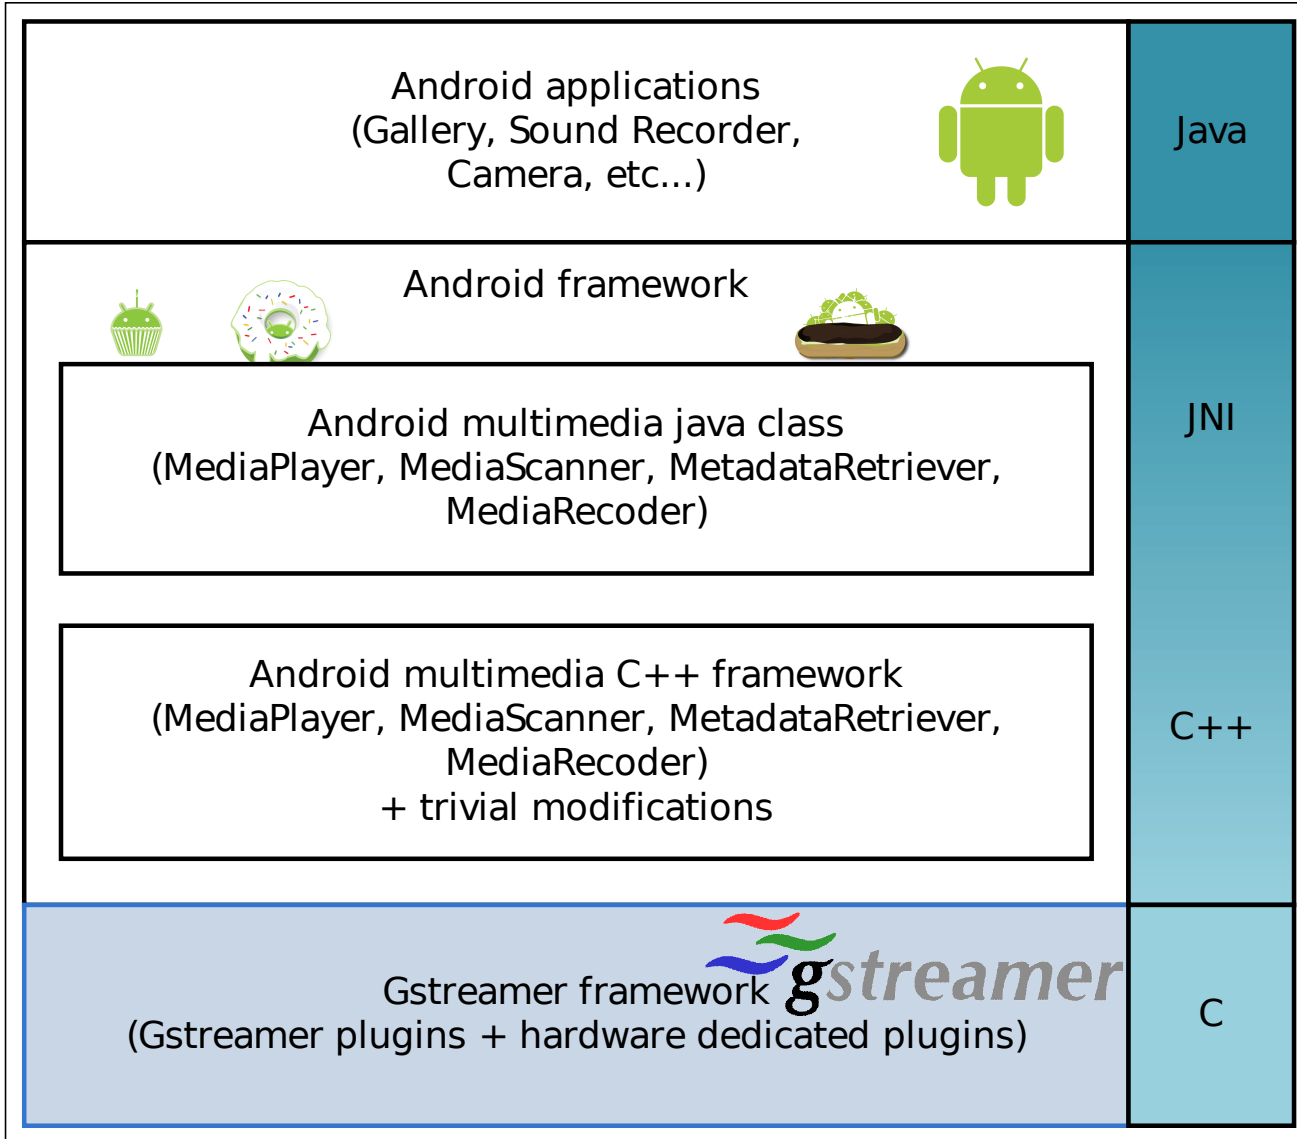 Android applications
(Gallery, Sound Recorder,
Camera, etc...)
Java
Android framework
Android multimedia java class
(MediaPlayer, MediaScanner, MetadataRetriever,
MediaRecoder)
JNI
Android multimedia C++ framework
(MediaPlayer, MediaScanner, MetadataRetriever,
MediaRecoder)
+ trivial modifications
C++
gstreamer
Gstreamer framework
(Gstreamer plugins + hardware dedicated plugins)
C